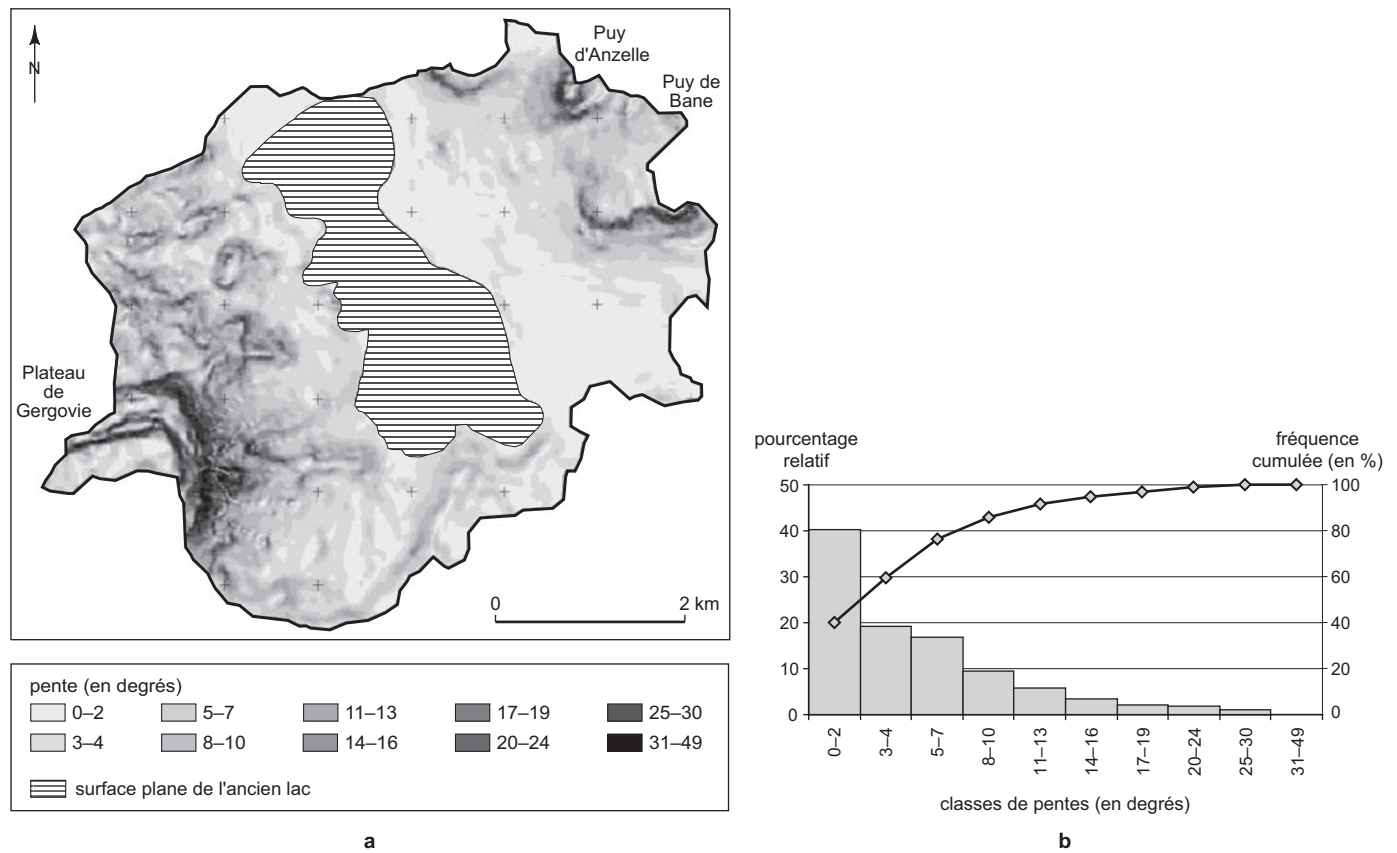 N
Puy
d'Anzelle
Puy de
Bane
Plateau
de
Gergovie
0 2 km
pente (en degrés)
0–2 5–7 11–13 17–19 25–30
3–4 8–10 14–16 20–24 31–49
surface plane de l'ancien lac
a
pourcentage
relatif
fréquence
cumulée (en %)
50 100
40 80
30 60
20 40
10 20
0 0
0–2 3–4 5–7 8–10 11–13 14–16 17–19 20–24 25–30 31–49
classes de pentes (en degrés)
b